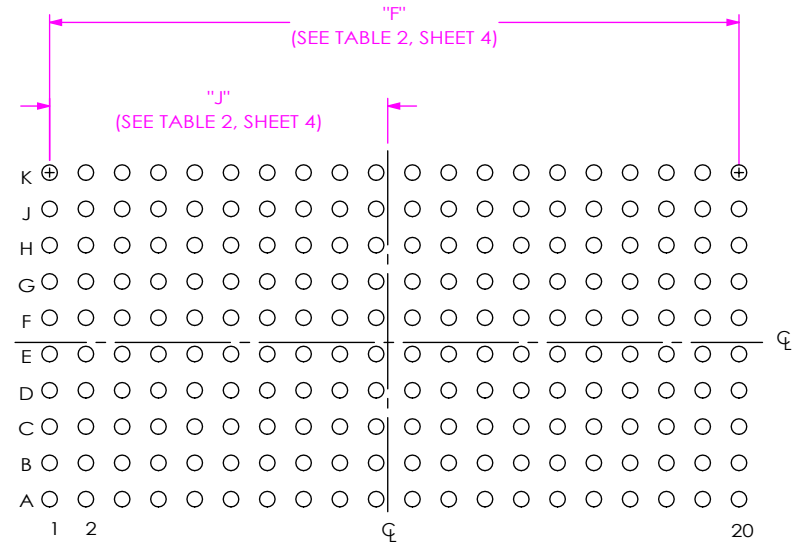 "F"
(SEE TABLE 2, SHEET 4)
"J"
(SEE TABLE 2, SHEET 4)
K
J
H
G
F
E
℄
D
C
B
A
1 2 ℄ 20